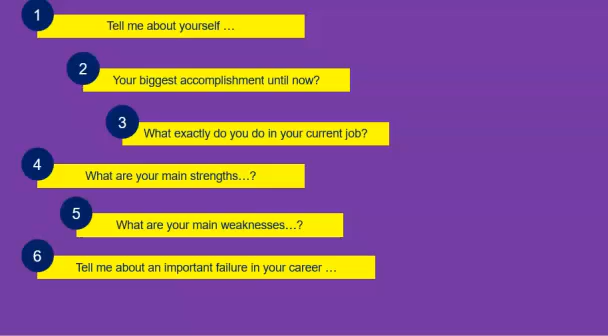 1
Tell me about yourself …
2
Your biggest accomplishment until now?
3
What exactly do you do in your current job?
4
What are your main strengths…?
5
What are your main weaknesses…?
6
Tell me about an important failure in your career …